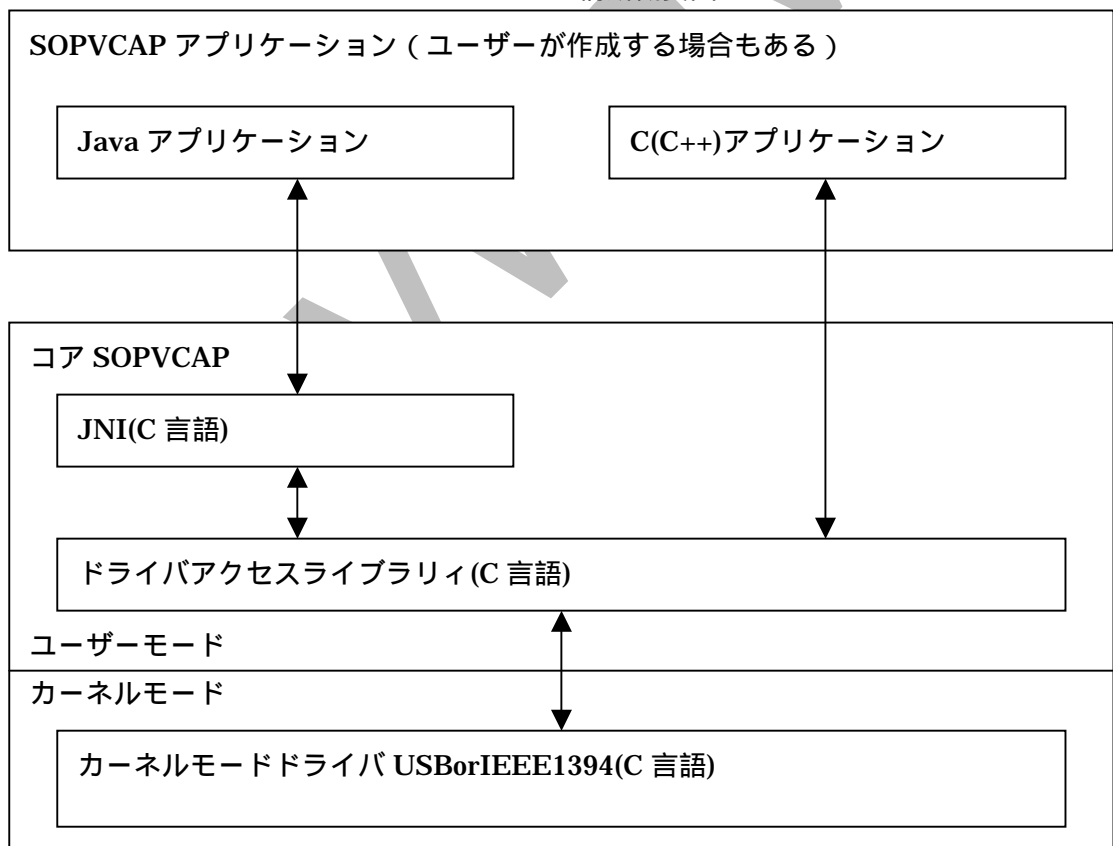 SOPVCAP アプリケーション ( ユーザーが作成する場合もある )
Java アプリケーション
C(C++)アプリケーション
コア SOPVCAP
JNI(C 言語)
ドライバアクセスライブラリィ(C 言語)
ユーザーモード
カーネルモード
カーネルモードドライバ USBorIEEE1394(C 言語)